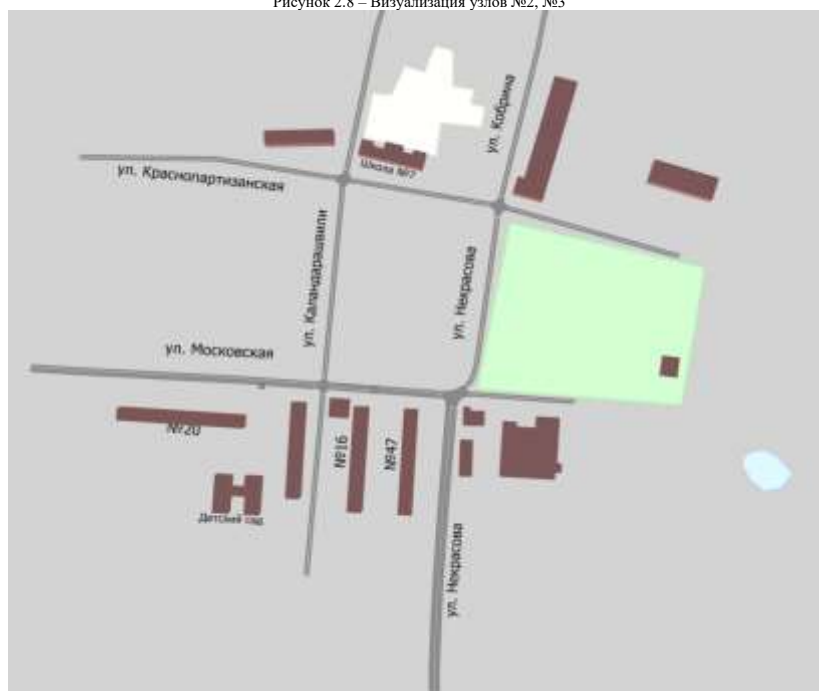 Рисунок 2.8 – Визуализация узлов №2, №3
ул. Кобрина
Школа №7
ул. Краснопартизанская
ул. Каландарашвили
ул. Некрасова
ул. Московская
№20
№16
№47
Детский сад
ул. Некрасова